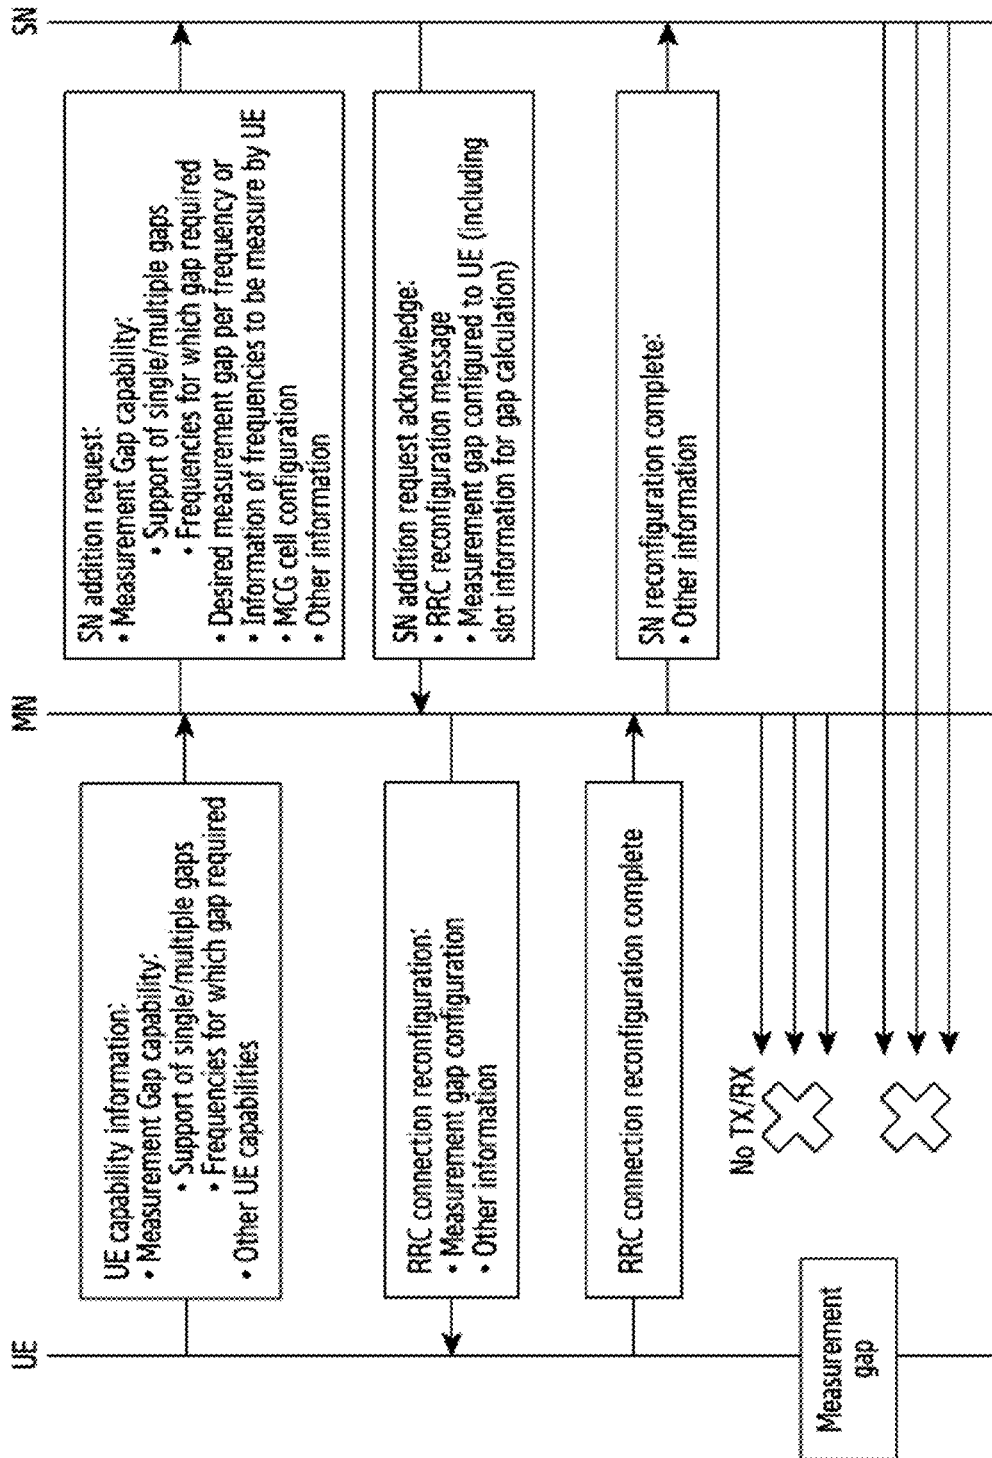 UE
MN
SN
UE capability information:
• Measurement Gap capability:
• Support of single/multiple gaps
• Frequencies for which gap required
• Other UE capabilities
SN addition request:
• Measurement Gap capability:
• Support of single/multiple gaps
• Frequencies for which gap required
• Desired measurement gap per frequency or
• Information of frequencies to be measure by UE
• MCG cell configuration
• Other information
SN addition request acknowledge:
• RRC reconfiguration message
• Measurement gap configured to UE (including
slot information for gap calculation)
RRC connection reconfiguration:
• Measurement gap configuration
• Other information
RRC connection reconfiguration complete
SN reconfiguration complete:
• Other information
No TX/RX
Measurement
gap